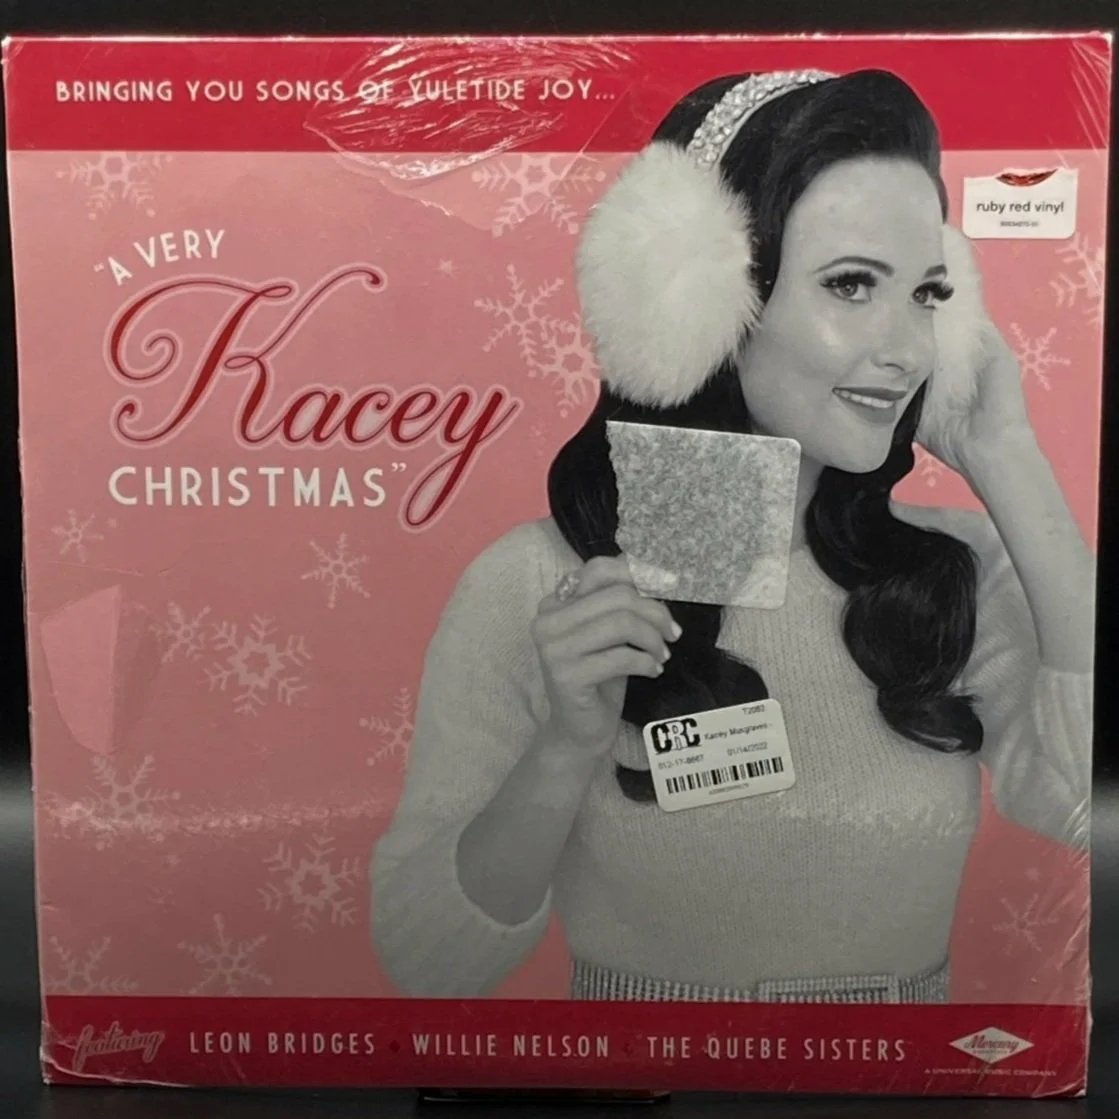 BRINGING YOU SONGS OF YULETIDE JOY...
ruby red vinyl
"A VERY
Kacey
CHRISTMAS"
T2082
CRC Kacey Musgraves -
01/14/2022
featuring LEON BRIDGES • WILLIE NELSON • THE QUEBE SISTERS
Mercury
A UNIVERSAL MUSIC COMPANY